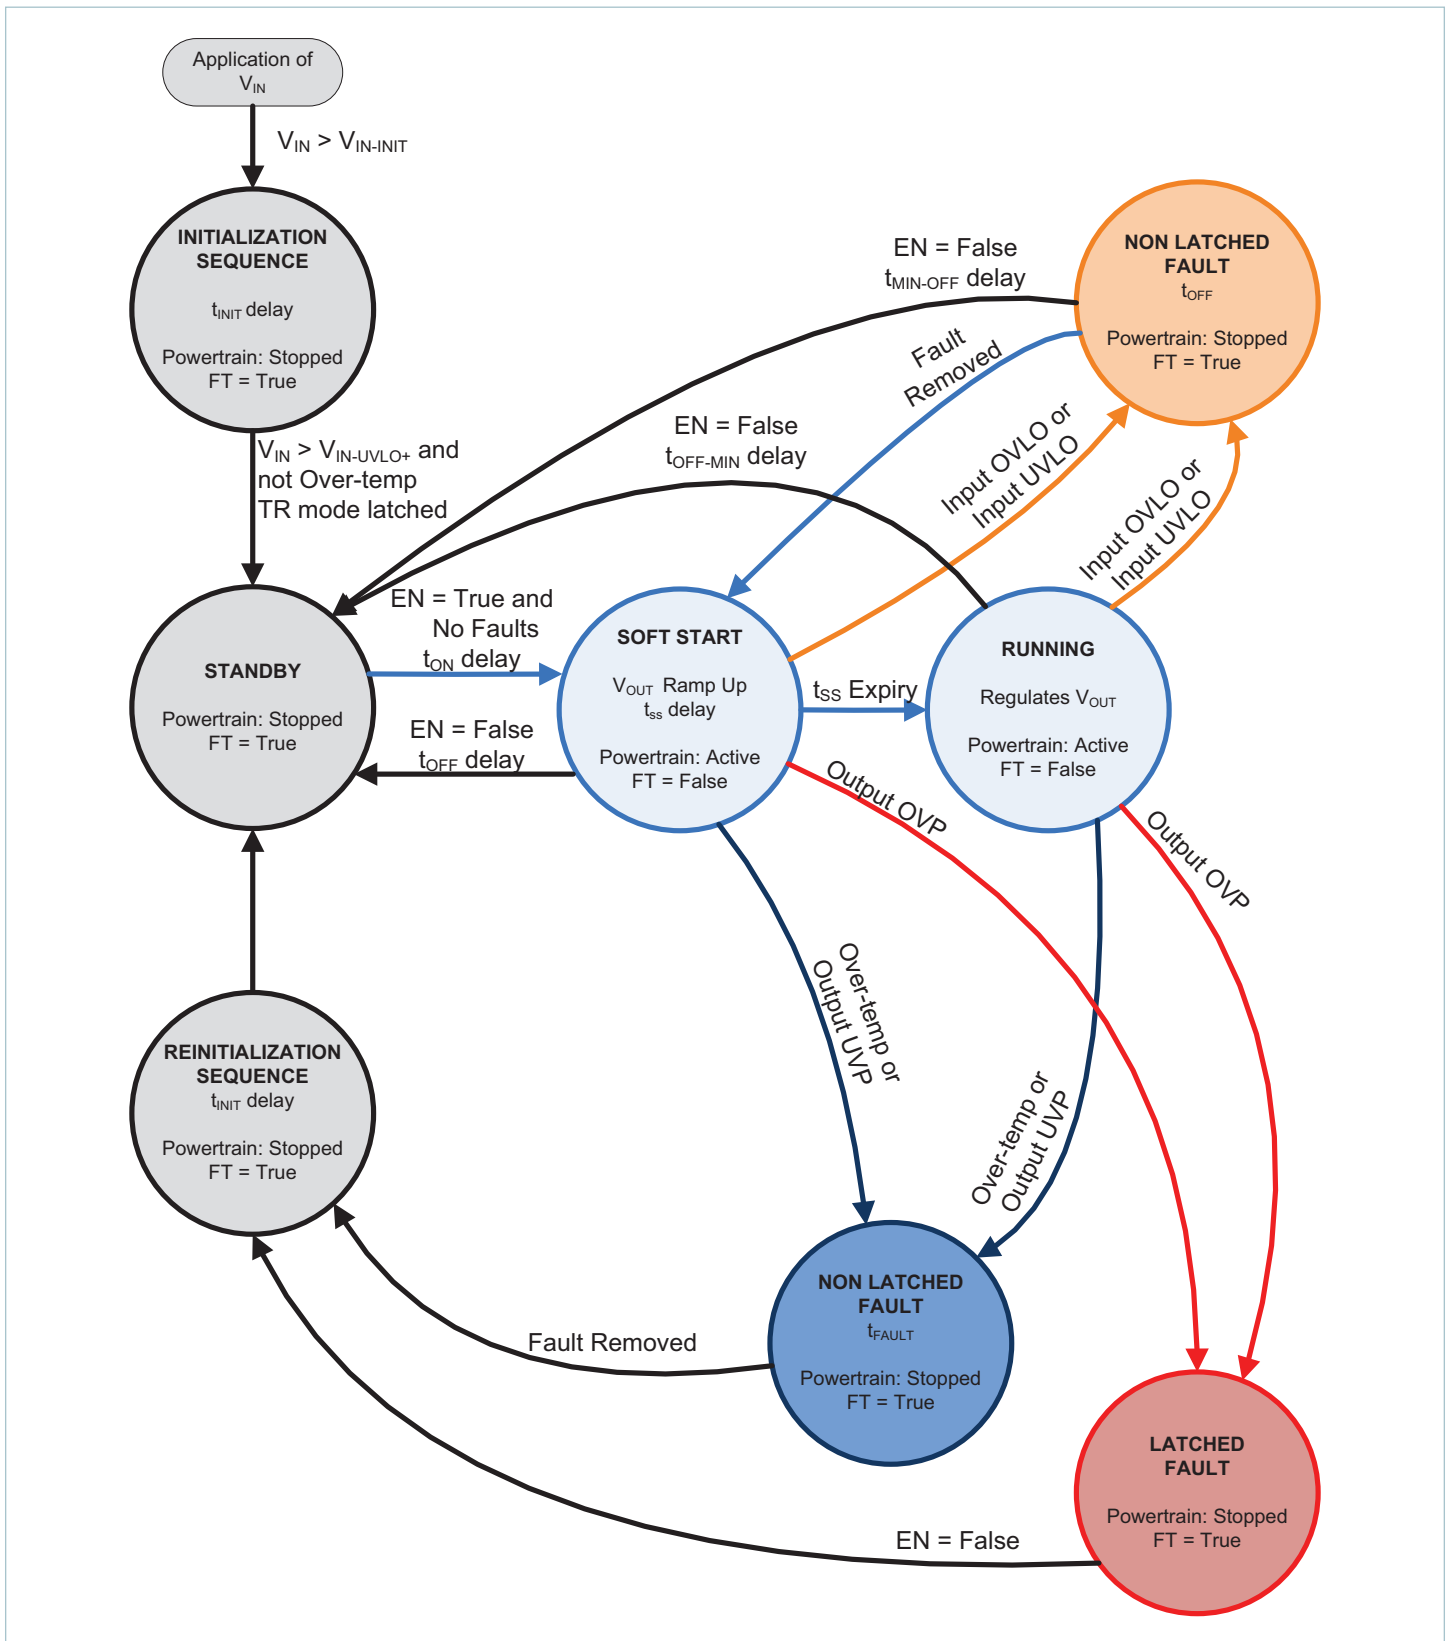 Application of
VIN
VIN > VIN-INIT
INITIALIZATION
SEQUENCE
tINIT delay
Powertrain: Stopped
FT = True
VIN > VIN-UVLO+ and
not Over-temp
TR mode latched
STANDBY
Powertrain: Stopped
FT = True
REINITIALIZATION
SEQUENCE
tINIT delay
Powertrain: Stopped
FT = True
EN = False
tMIN-OFF delay
Fault
Removed
EN = False
tOFF-MIN delay
EN = True and
No Faults
tON delay
EN = False
tOFF delay
SOFT START
VOUT Ramp Up
tss delay
Powertrain: Active
FT = False
tSS Expiry
RUNNING
Regulates VOUT
Powertrain: Active
FT = False
NON LATCHED
FAULT
tOFF
Powertrain: Stopped
FT = True
Input OVLO or
Input UVLO
Input OVLO or
Input UVLO
Output OVP
Output OVP
Over-temp or
Output UVP
Over-temp or
Output UVP
NON LATCHED
FAULT
tFAULT
Powertrain: Stopped
FT = True
Fault Removed
LATCHED
FAULT
Powertrain: Stopped
FT = True
EN = False